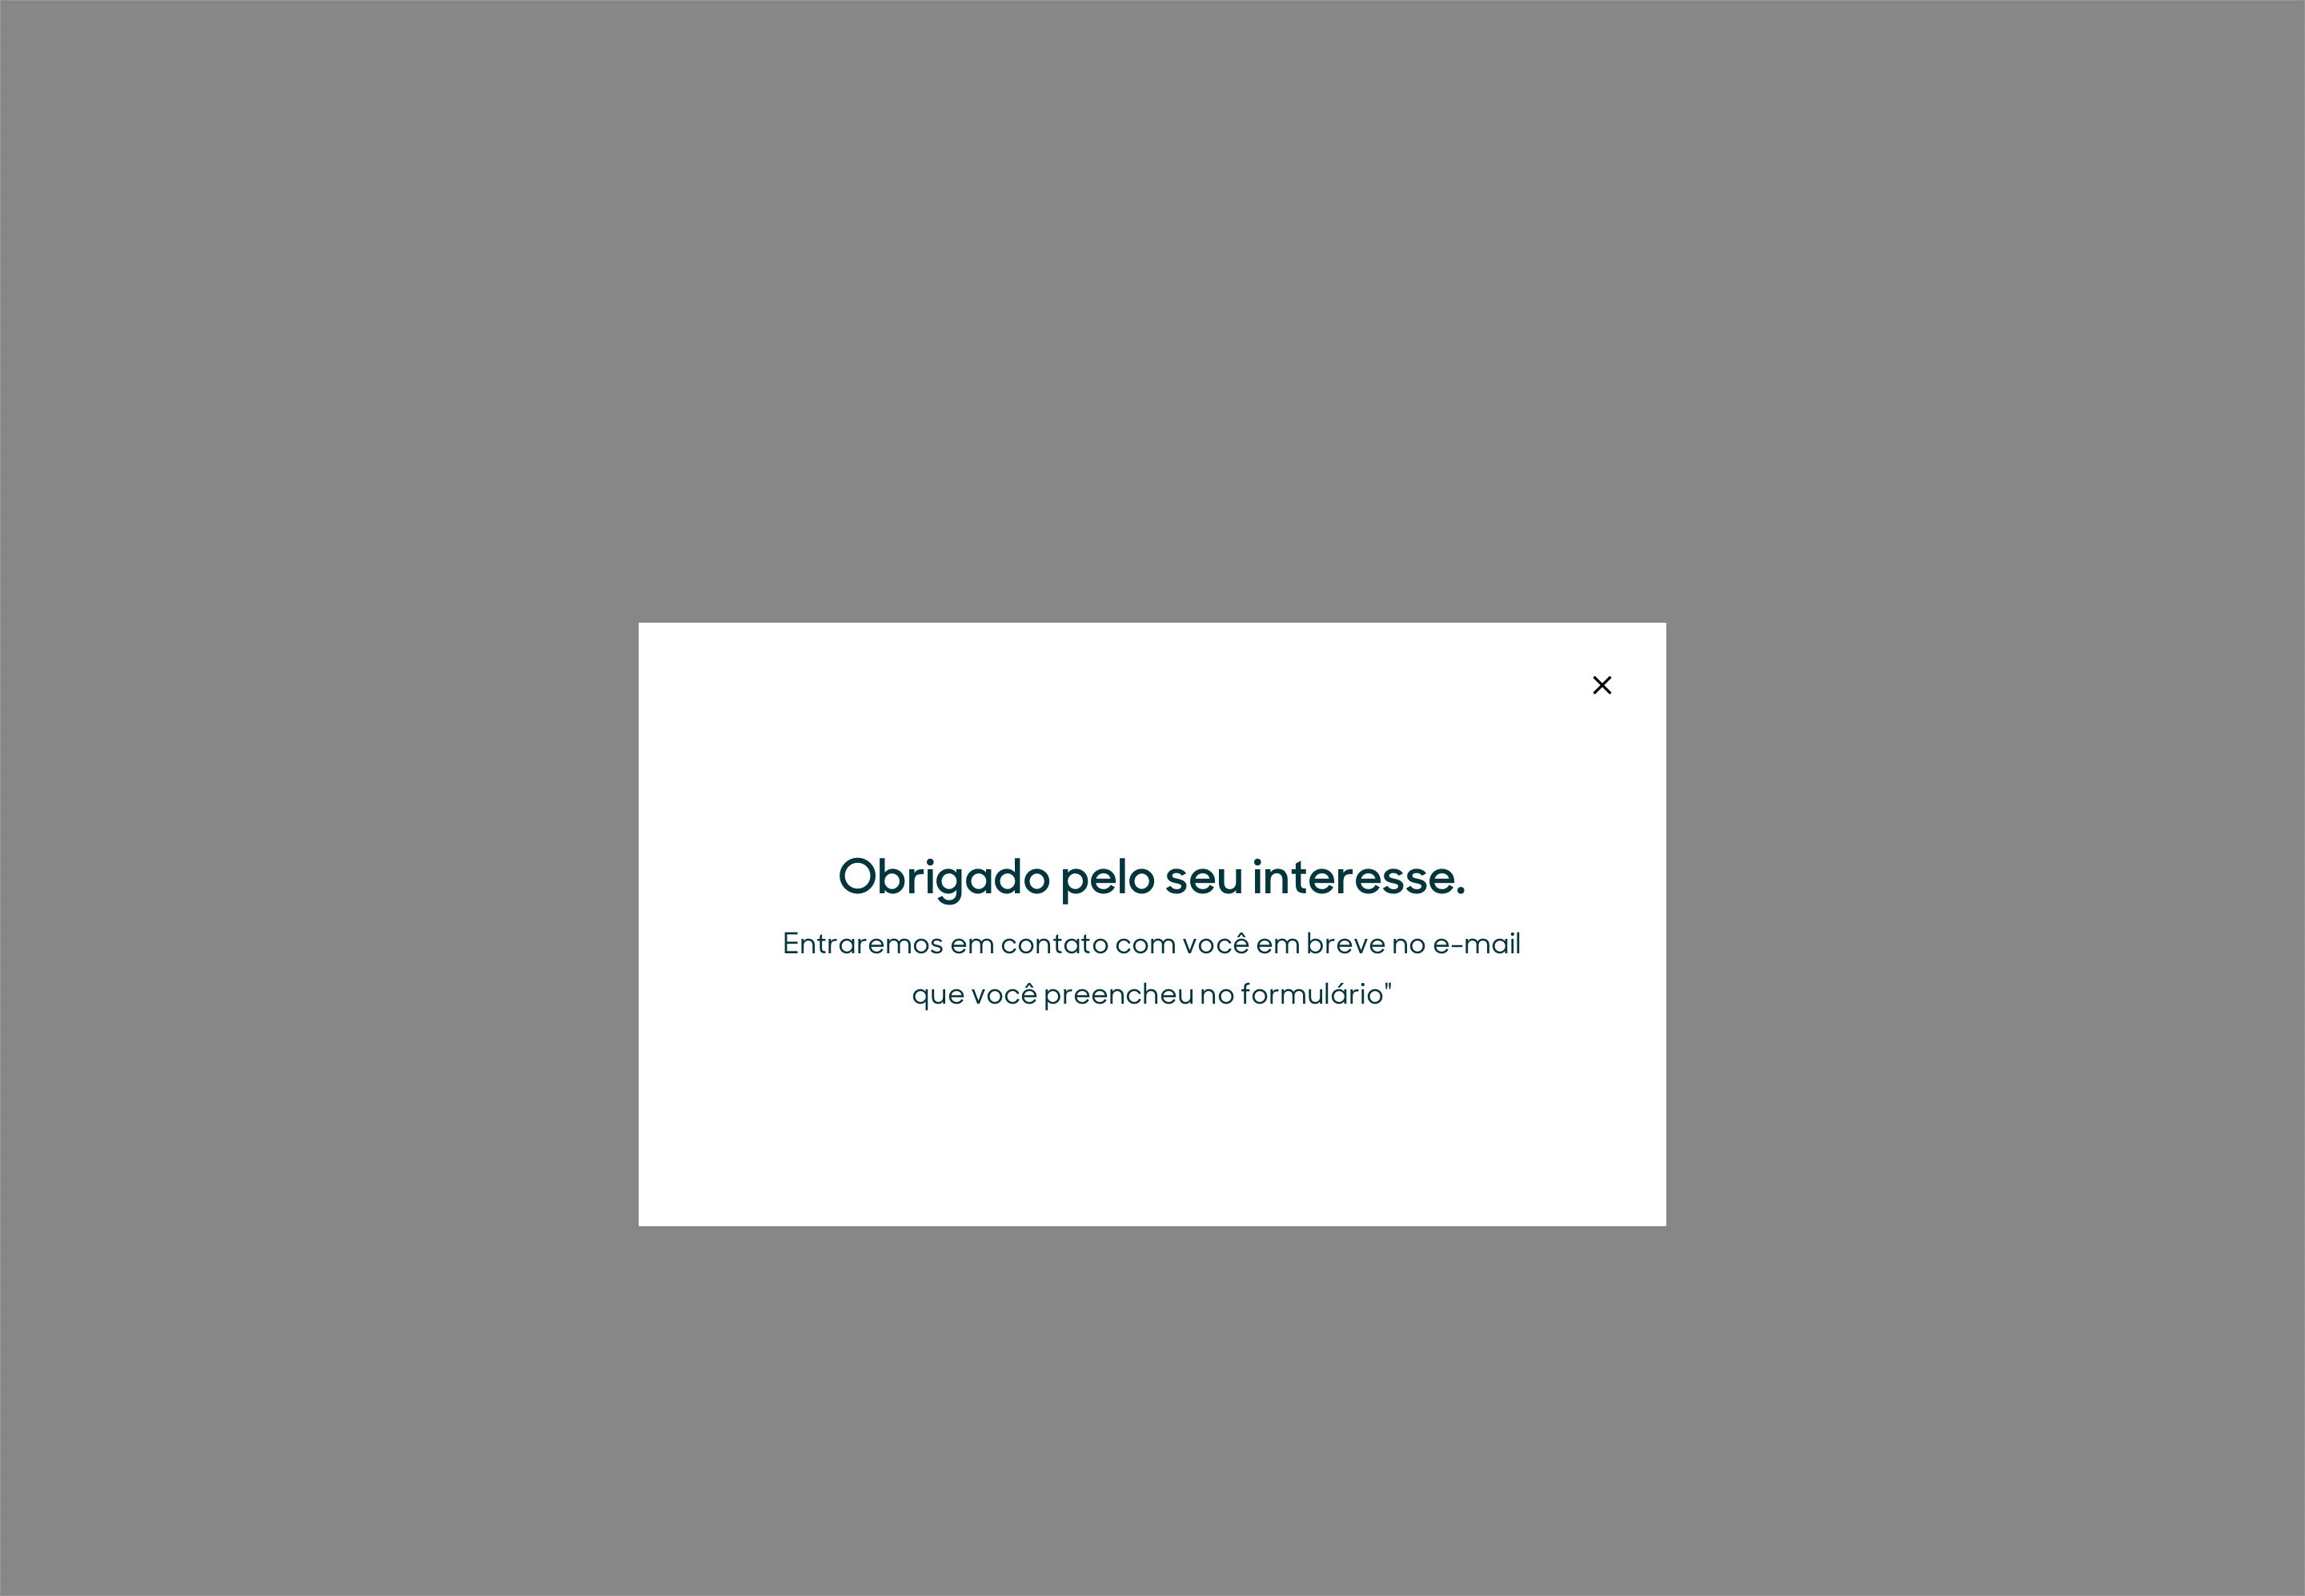 Obrigado pelo seu interesse.
Entraremos em contato com você em breve no e-mail
que você preencheu no formulário"